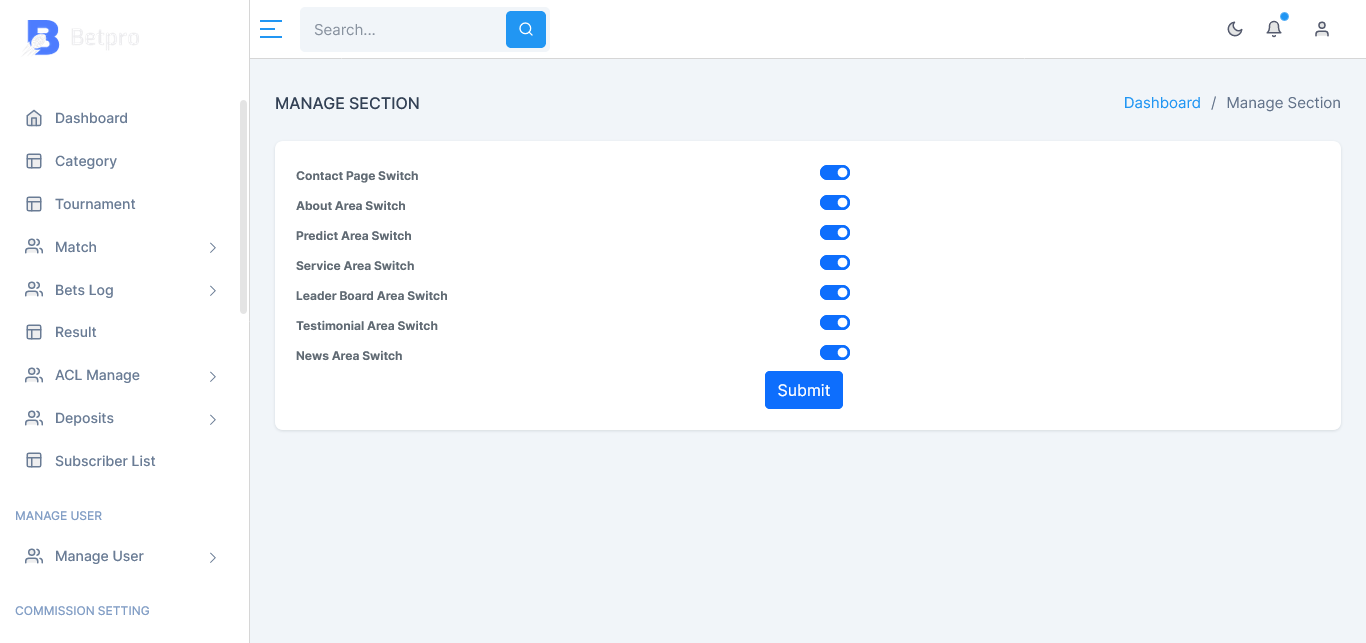 Betpro
Search...
Dashboard
Category
Tournament
Match
Bets Log
Result
ACL Manage
Deposits
Subscriber List
MANAGE USER
Manage User
COMMISSION SETTING
MANAGE SECTION
Dashboard / Manage Section
Contact Page Switch
About Area Switch
Predict Area Switch
Service Area Switch
Leader Board Area Switch
Testimonial Area Switch
News Area Switch
Submit